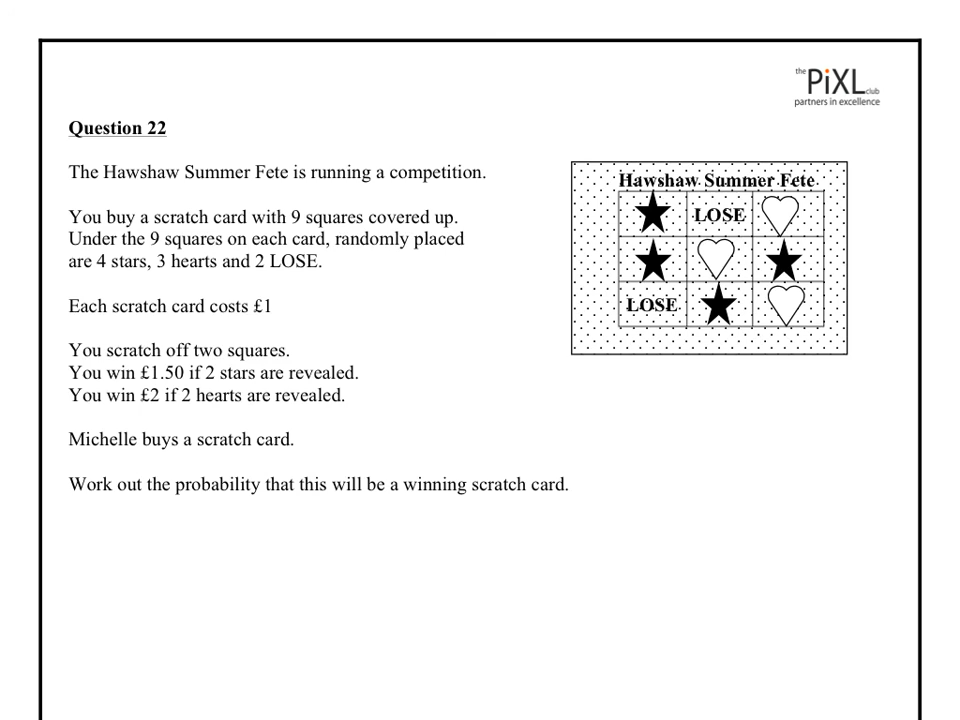 the PiXL club
partners in excellence
Question 22
The Hawshaw Summer Fete is running a competition.
You buy a scratch card with 9 squares covered up.
Under the 9 squares on each card, randomly placed
are 4 stars, 3 hearts and 2 LOSE.
Each scratch card costs £1
You scratch off two squares.
You win £1.50 if 2 stars are revealed.
You win £2 if 2 hearts are revealed.
Michelle buys a scratch card.
Work out the probability that this will be a winning scratch card.
Hawshaw Summer Fete
LOSE
LOSE